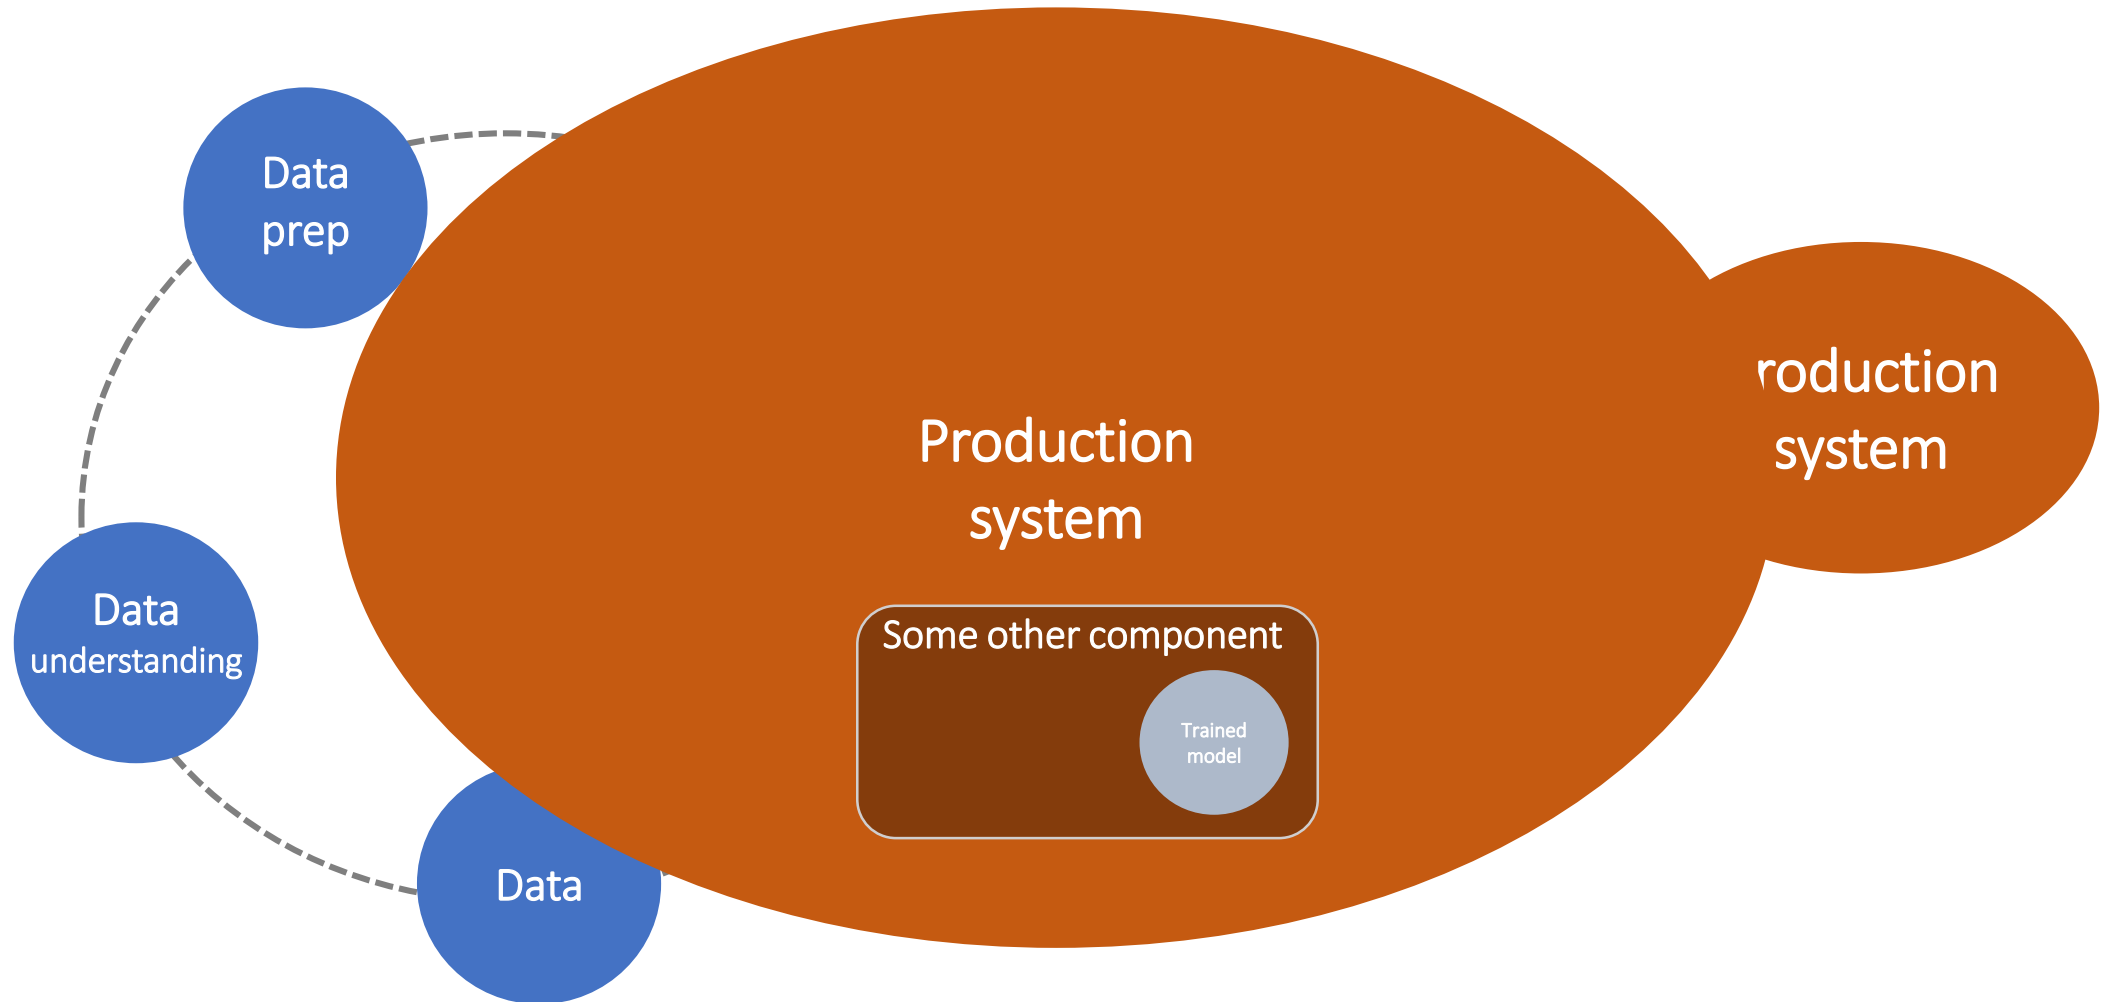 Data
prep
Data
understanding
Data
Production
system
Some other component
Trained
model
roduction
system